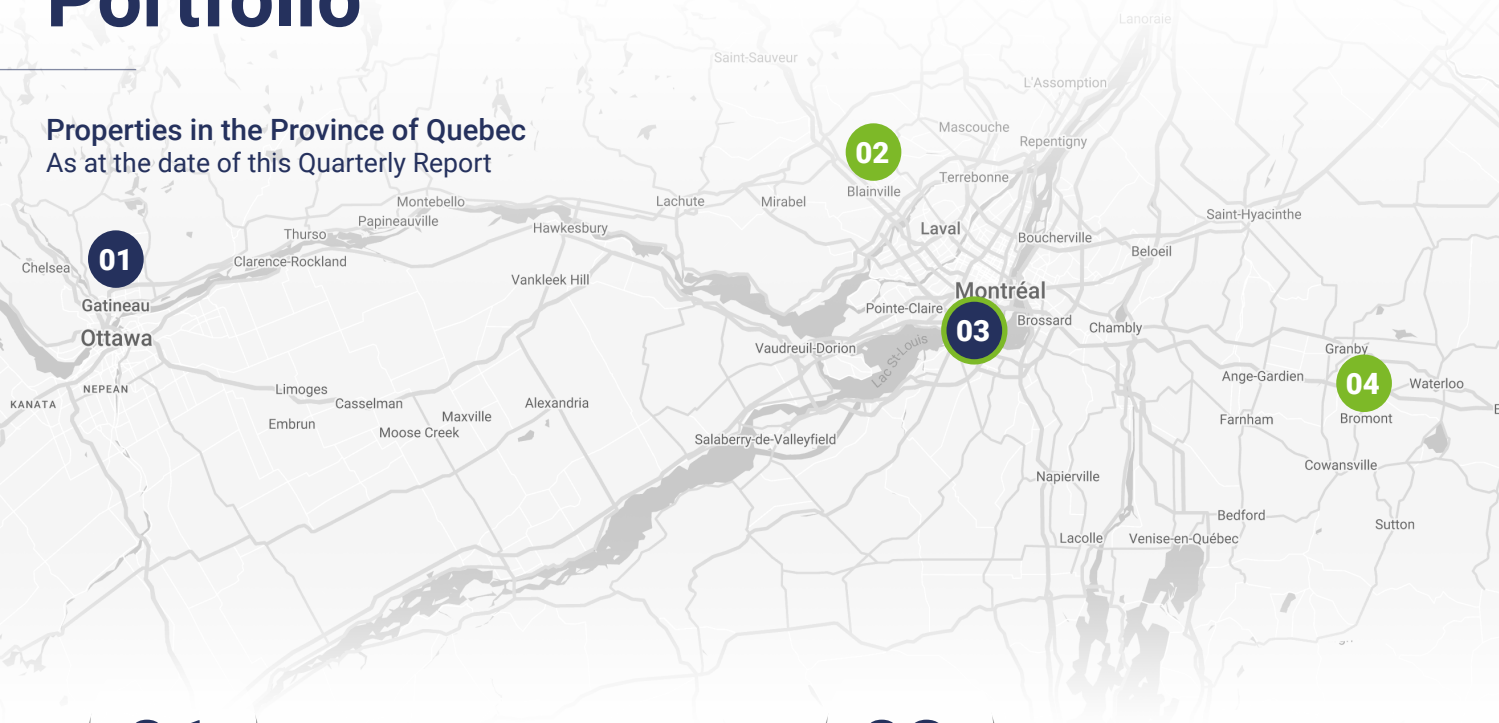 Portfolio
Lanoraie
Saint-Sauveur
L'Assomption
Properties in the Province of Quebec
As at the date of this Quarterly Report
Mascouche
Repentigny
02
Terrebonne
Blainville
Montebello
Lachute
Mirabel
Papineauville
Saint-Hyacinthe
Thurso
Hawkesbury
Laval
Boucherville
Beloeil
01
Chelsea
Clarence-Rockland
Vankleek Hill
Montréal
Gatineau
Pointe-Claire
Brossard
Chambly
03
Ottawa
Vaudreuil-Dorion
Lac St-Louis
Granby
Ange-Gardien
04
Waterloo
NEPEAN
Limoges
KANATA
Casselman
Alexandria
Maxville
Embrun
Moose Creek
Farnham
Bromont
Salaberry-de-Valleyfield
Cowansville
Napierville
Bedford
Sutton
Lacolle
Venise-en-Québec